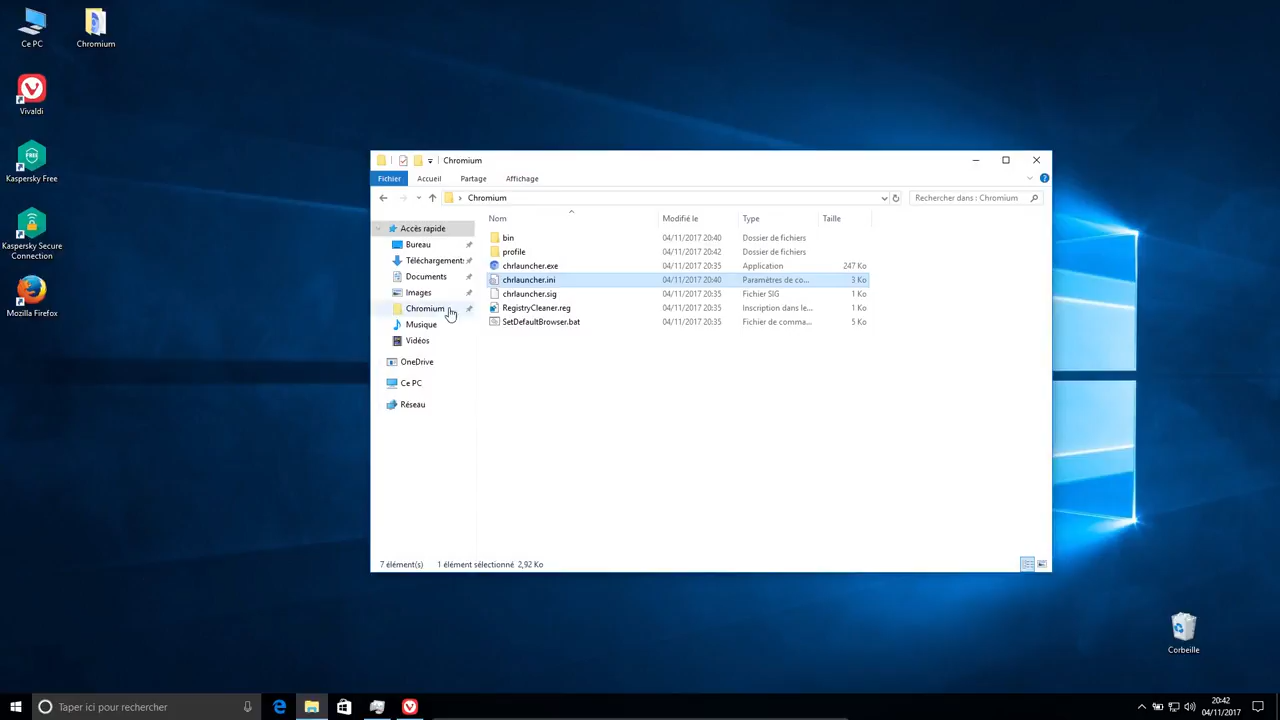 Ce PC
Chromium
Vivaldi
Kaspersky Free
Kaspersky Secure
Connection
Mozilla Firefox
Chromium
Fichier
Accueil
Partage
Affichage
Chromium
Rechercher dans : Chromium
Accès rapide
Bureau
Téléchargement:
Documents
Images
Chromium
Musique
Vidéos
OneDrive
Ce PC
Réseau
Nom Modifié le Type Taille
bin 04/11/2017 20:40 Dossier de fichiers
profile 04/11/2017 20:42 Dossier de fichiers
chrlauncher.exe 04/11/2017 20:35 Application 247 Ko
chrlauncher.ini 04/11/2017 20:40 Paramètres de co... 3 Ko
chrlauncher.sig 04/11/2017 20:35 Fichier SIG 1 Ko
RegistryCleaner.reg 04/11/2017 20:35 Inscription dans le... 1 Ko
SetDefaultBrowser.bat 04/11/2017 20:35 Fichier de comma... 5 Ko
7 élément(s) 1 élément sélectionné 2,92 Ko
Corbeille
Taper ici pour rechercher
20:42
04/11/2017